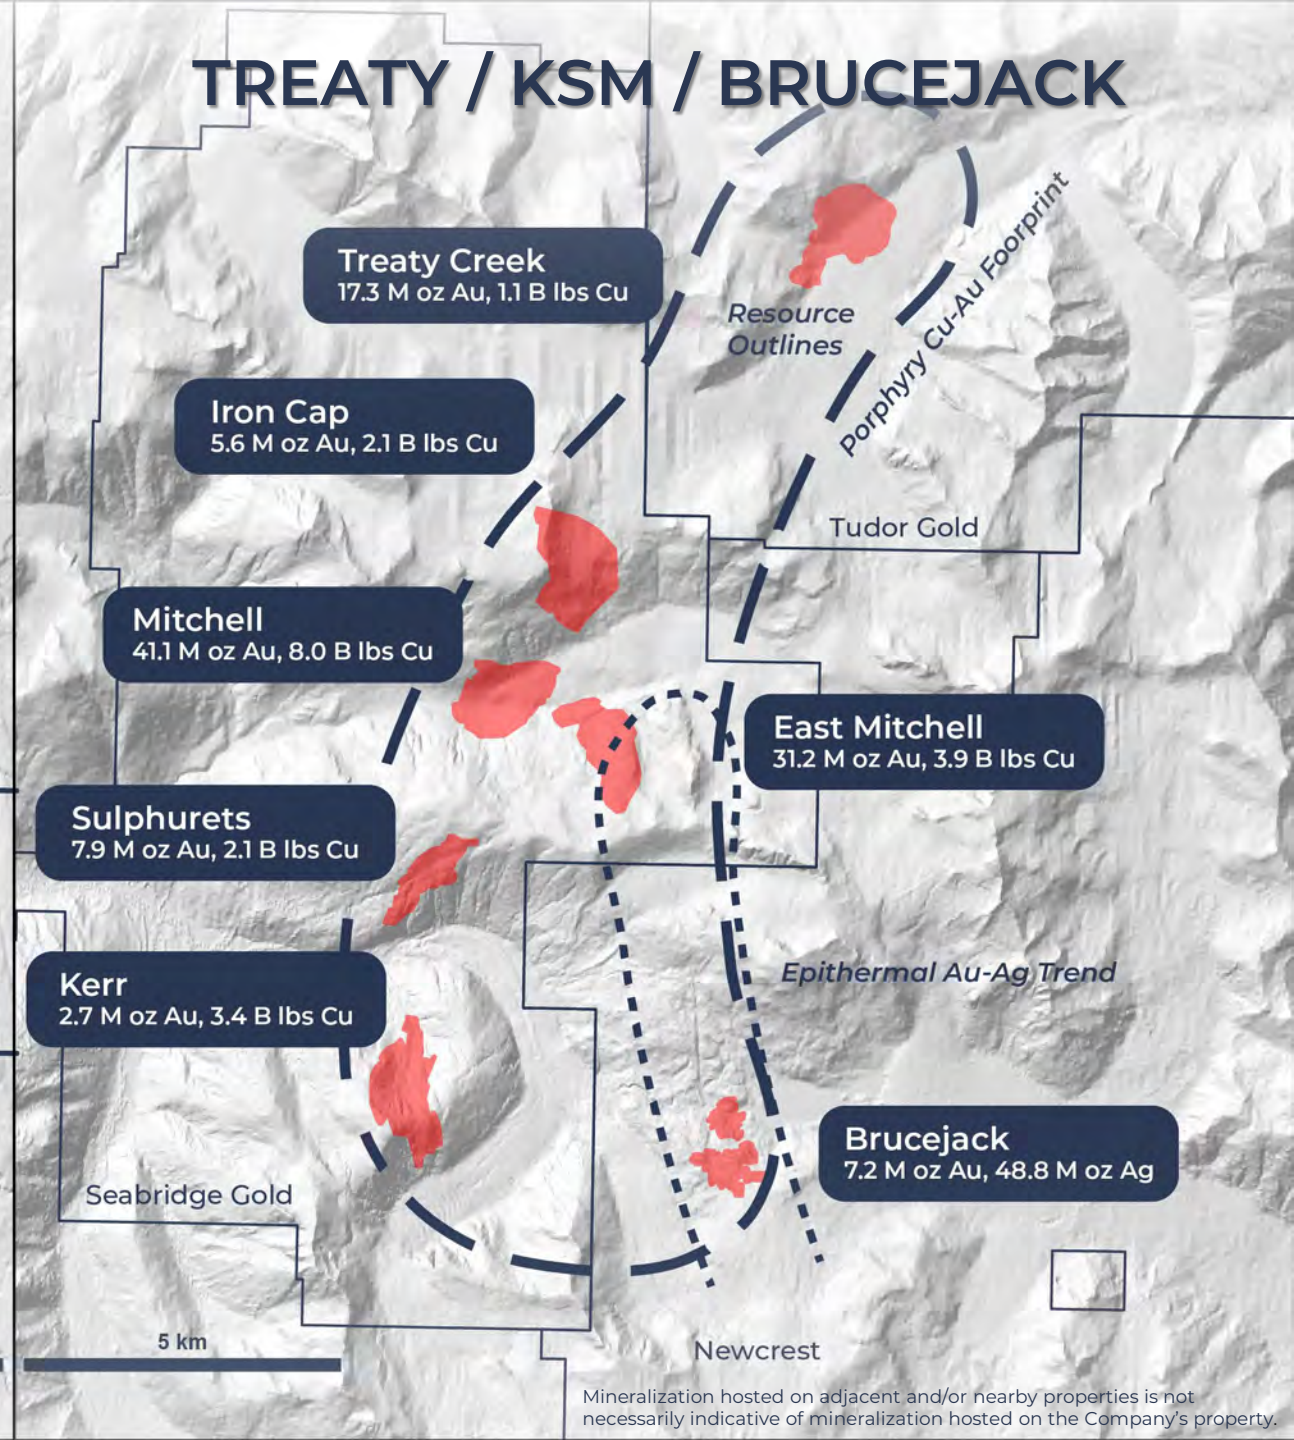 TREATY / KSM / BRUCEJACK
Treaty Creek
17.3 M oz Au, 1.1 B lbs Cu
Resource
Outlines
Porphyry Cu-Au Foorprint
Iron Cap
5.6 M oz Au, 2.1 B lbs Cu
Tudor Gold
Mitchell
41.1 M oz Au, 8.0 B lbs Cu
East Mitchell
31.2 M oz Au, 3.9 B lbs Cu
Sulphurets
7.9 M oz Au, 2.1 B lbs Cu
Epithermal Au-Ag Trend
Kerr
2.7 M oz Au, 3.4 B lbs Cu
Brucejack
7.2 M oz Au, 48.8 M oz Ag
Seabridge Gold
5 km
Newcrest
Mineralization hosted on adjacent and/or nearby properties is not
necessarily indicative of mineralization hosted on the Company's property.